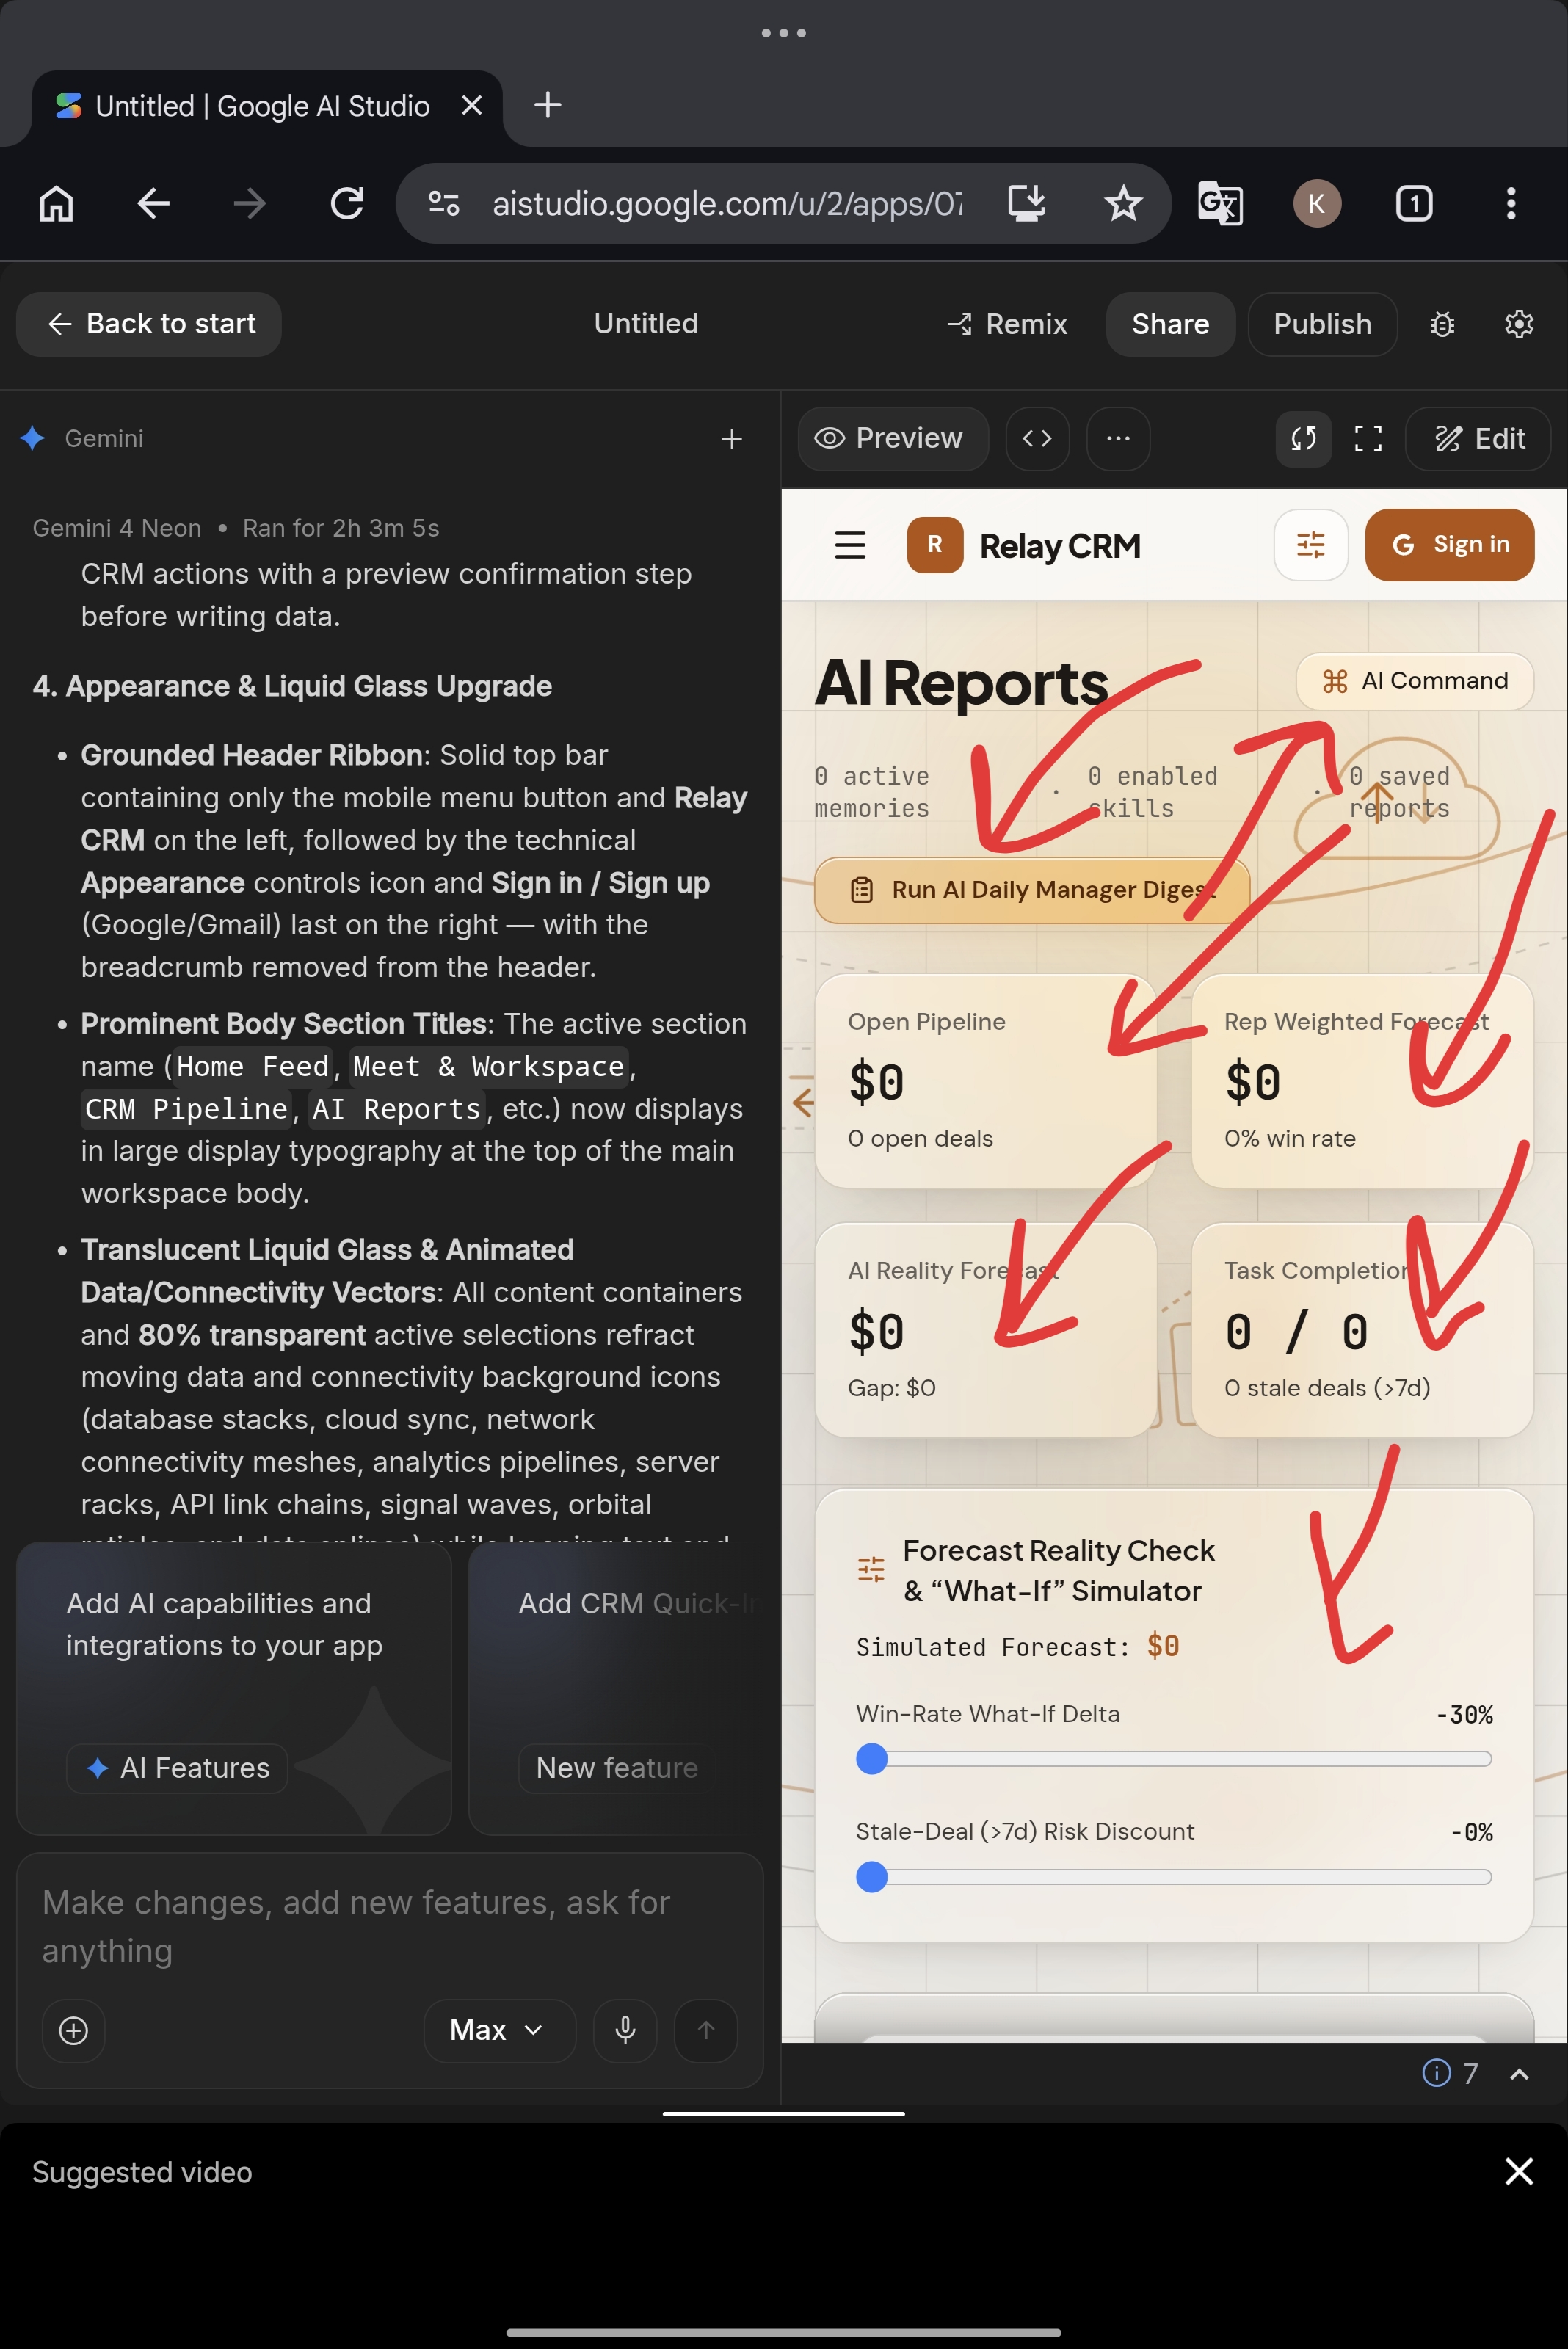 Untitled | Google AI Studio
aistudio.google.com/u/2/apps/07
K
1
Back to start
Untitled
Remix
Share
Publish
Gemini
Preview
Edit
Gemini 4 Neon • Ran for 2h 3m 5s
CRM actions with a preview confirmation step
before writing data.
4. Appearance & Liquid Glass Upgrade
• Grounded Header Ribbon: Solid top bar
containing only the mobile menu button and Relay
CRM on the left, followed by the technical
Appearance controls icon and Sign in / Sign up
(Google/Gmail) last on the right — with the
breadcrumb removed from the header.
• Prominent Body Section Titles: The active section
name (Home Feed, Meet & Workspace,
CRM Pipeline, AI Reports, etc.) now displays
in large display typography at the top of the main
workspace body.
• Translucent Liquid Glass & Animated
Data/Connectivity Vectors: All content containers
and 80% transparent active selections refract
moving data and connectivity background icons
(database stacks, cloud sync, network
connectivity meshes, analytics pipelines, server
racks, API link chains, signal waves, orbital
Add AI capabilities and
integrations to your app
AI Features
Add CRM Quick-
New feature
Make changes, add new features, ask for
anything
Max
R
Relay CRM
G Sign in
AI Reports
AI Command
0 active
memories
·
0 enabled
skills
·
0 saved
reports
Run AI Daily Manager Digest
Open Pipeline
$0
0 open deals
Rep Weighted Forecast
$0
0% win rate
AI Reality Forecast
$0
Gap: $0
Task Completion
0 / 0
0 stale deals (>7d)
Forecast Reality Check
& “What-If” Simulator
Simulated Forecast: $0
Win-Rate What-If Delta
-30%
Stale-Deal (>7d) Risk Discount
-0%
7
Suggested video